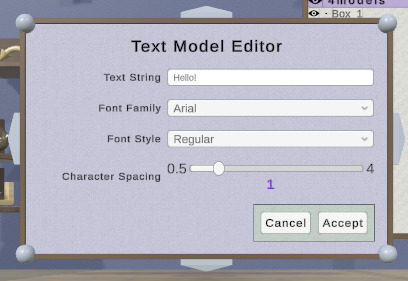 4models
Box 1
Text Model Editor
Text String Hello!
Font Family Arial
Font Style Regular
Character Spacing 0.5 4
1
Cancel Accept